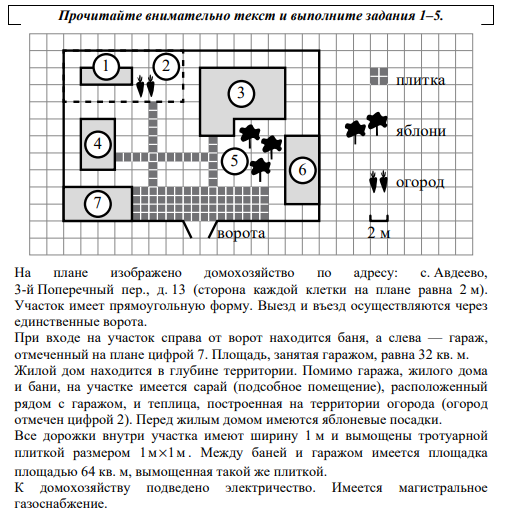 Прочитайте внимательно текст и выполните задания 1–5.
1
2
3
плитка
4
яблони
5
6
огород
7
ворота
2 м
На плане изображено домохозяйство по адресу: с. Авдеево,
3-й Поперечный пер., д. 13 (сторона каждой клетки на плане равна 2 м).
Участок имеет прямоугольную форму. Выезд и въезд осуществляются через
единственные ворота.
При входе на участок справа от ворот находится баня, а слева — гараж,
отмеченный на плане цифрой 7. Площадь, занятая гаражом, равна 32 кв. м.
Жилой дом находится в глубине территории. Помимо гаража, жилого дома
и бани, на участке имеется сарай (подсобное помещение), расположенный
рядом с гаражом, и теплица, построенная на территории огорода (огород
отмечен цифрой 2). Перед жилым домом имеются яблоневые посадки.
Все дорожки внутри участка имеют ширину 1 м и вымощены тротуарной
плиткой размером 1м×1м. Между баней и гаражом имеется площадка
площадью 64 кв. м, вымощенная такой же плиткой.
К домохозяйству подведено электричество. Имеется магистральное
газоснабжение.